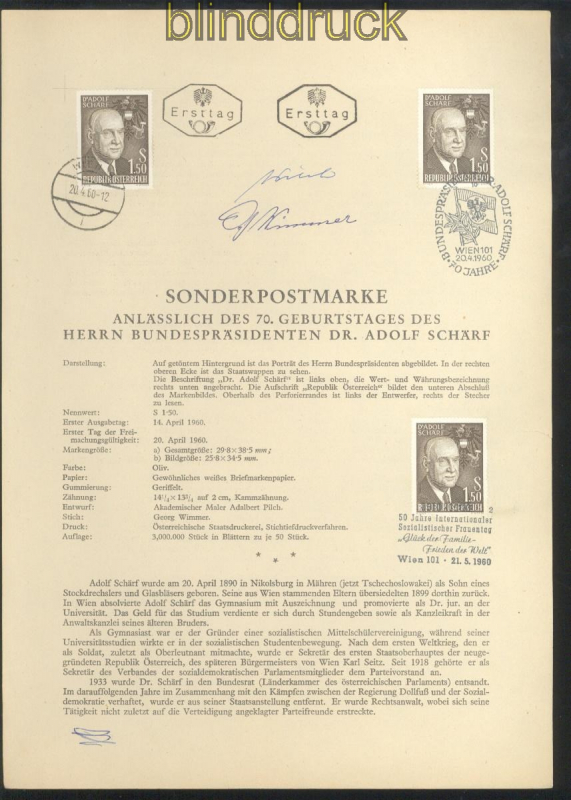 blinddruck
Dr ADOLF SCHÄRF
S
1.50
REPUBLIK ÖSTERREICH
20.4.60-12
Ersttag
Ersttag
Dr ADOLF SCHÄRF
S
1.50
REPUBLIK ÖSTERREICH
BUNDESPRÄSIDENT DR. ADOLF SCHÄRF
WIEN 101
20.4.1960
· 70 JAHRE ·
G. Wimmer
SONDERPOSTMARKE
ANLÄSSLICH DES 70. GEBURTSTAGES DES
HERRN BUNDESPRÄSIDENTEN DR. ADOLF SCHÄRF
Darstellung: Auf getöntem Hintergrund ist das Porträt des Herrn Bundespräsidenten abgebildet. In der rechten
oberen Ecke ist das Staatswappen zu sehen.
Die Beschriftung „Dr. Adolf Schärf“ ist links oben, die Wert- und Währungsbezeichnung
rechts unten angebracht. Die Aufschrift „Republik Österreich“ bildet den unteren Abschluß
des Markenbildes. Oberhalb des Perforierrandes ist links der Entwerfer, rechts der Stecher
zu lesen.
Nennwert: S 1·50.
Erster Ausgabetag: 14. April 1960.
Erster Tag der Frei-
machungsgültigkeit: 20. April 1960.
Markengröße: a) Gesamtgröße: 29·8×38·5 mm;
b) Bildgröße: 25·8×34·5 mm.
Farbe: Oliv.
Papier: Gewöhnliches weißes Briefmarkenpapier.
Gummierung: Geriffelt.
Zähnung: 14¼×13¾ auf 2 cm, Kammzähnung.
Entwurf: Akademischer Maler Adalbert Pilch.
Stich: Georg Wimmer.
Druck: Österreichische Staatsdruckerei, Stichtiefdruckverfahren.
Auflage: 3,000.000 Stück in Blättern zu je 50 Stück.
Dr ADOLF SCHÄRF
S
1.50
REPUBLIK ÖSTERREICH
2
50 Jahre Internationaler
Sozialistischer Frauentag
„Glück der Familie-
Frieden der Welt“
Wien 101 - 21.5.1960
* * *
Adolf Schärf wurde am 20. April 1890 in Nikolsburg in Mähren (jetzt Tschechoslowakei) als Sohn eines
Stockdrechslers und Glasbläsers geboren. Seine aus Wien stammenden Eltern übersiedelten 1899 dorthin zurück.
In Wien absolvierte Adolf Schärf das Gymnasium mit Auszeichnung und promovierte als Dr. jur. an der
Universität. Das Geld für das Studium verdiente er sich durch Stundengeben sowie als Kanzleikraft in der
Anwaltskanzlei seines älteren Bruders.
Als Gymnasiast war er der Gründer einer sozialistischen Mittelschülervereinigung, während seiner
Universitätsstudien wirkte er in der sozialistischen Studentenbewegung. Nach dem ersten Weltkrieg, den er
als Soldat, zuletzt als Oberleutnant mitmachte, wurde er Sekretär des ersten Staatsoberhauptes der neuge-
gründeten Republik Österreich, des späteren Bürgermeisters von Wien Karl Seitz. Seit 1918 gehörte er als
Sekretär des Verbandes der sozialdemokratischen Parlamentsmitglieder dem Parteivorstand an.
1933 wurde Dr. Schärf in den Bundesrat (Länderkammer des österreichischen Parlaments) entsandt.
Im darauffolgenden Jahre im Zusammenhang mit den Kämpfen zwischen der Regierung Dollfuß und der Sozial-
demokratie verhaftet, wurde er aus seiner Staatsanstellung entfernt. Er wurde Rechtsanwalt, wobei sich seine
Tätigkeit nicht zuletzt auf die Verteidigung angeklagter Parteifreunde erstreckte.